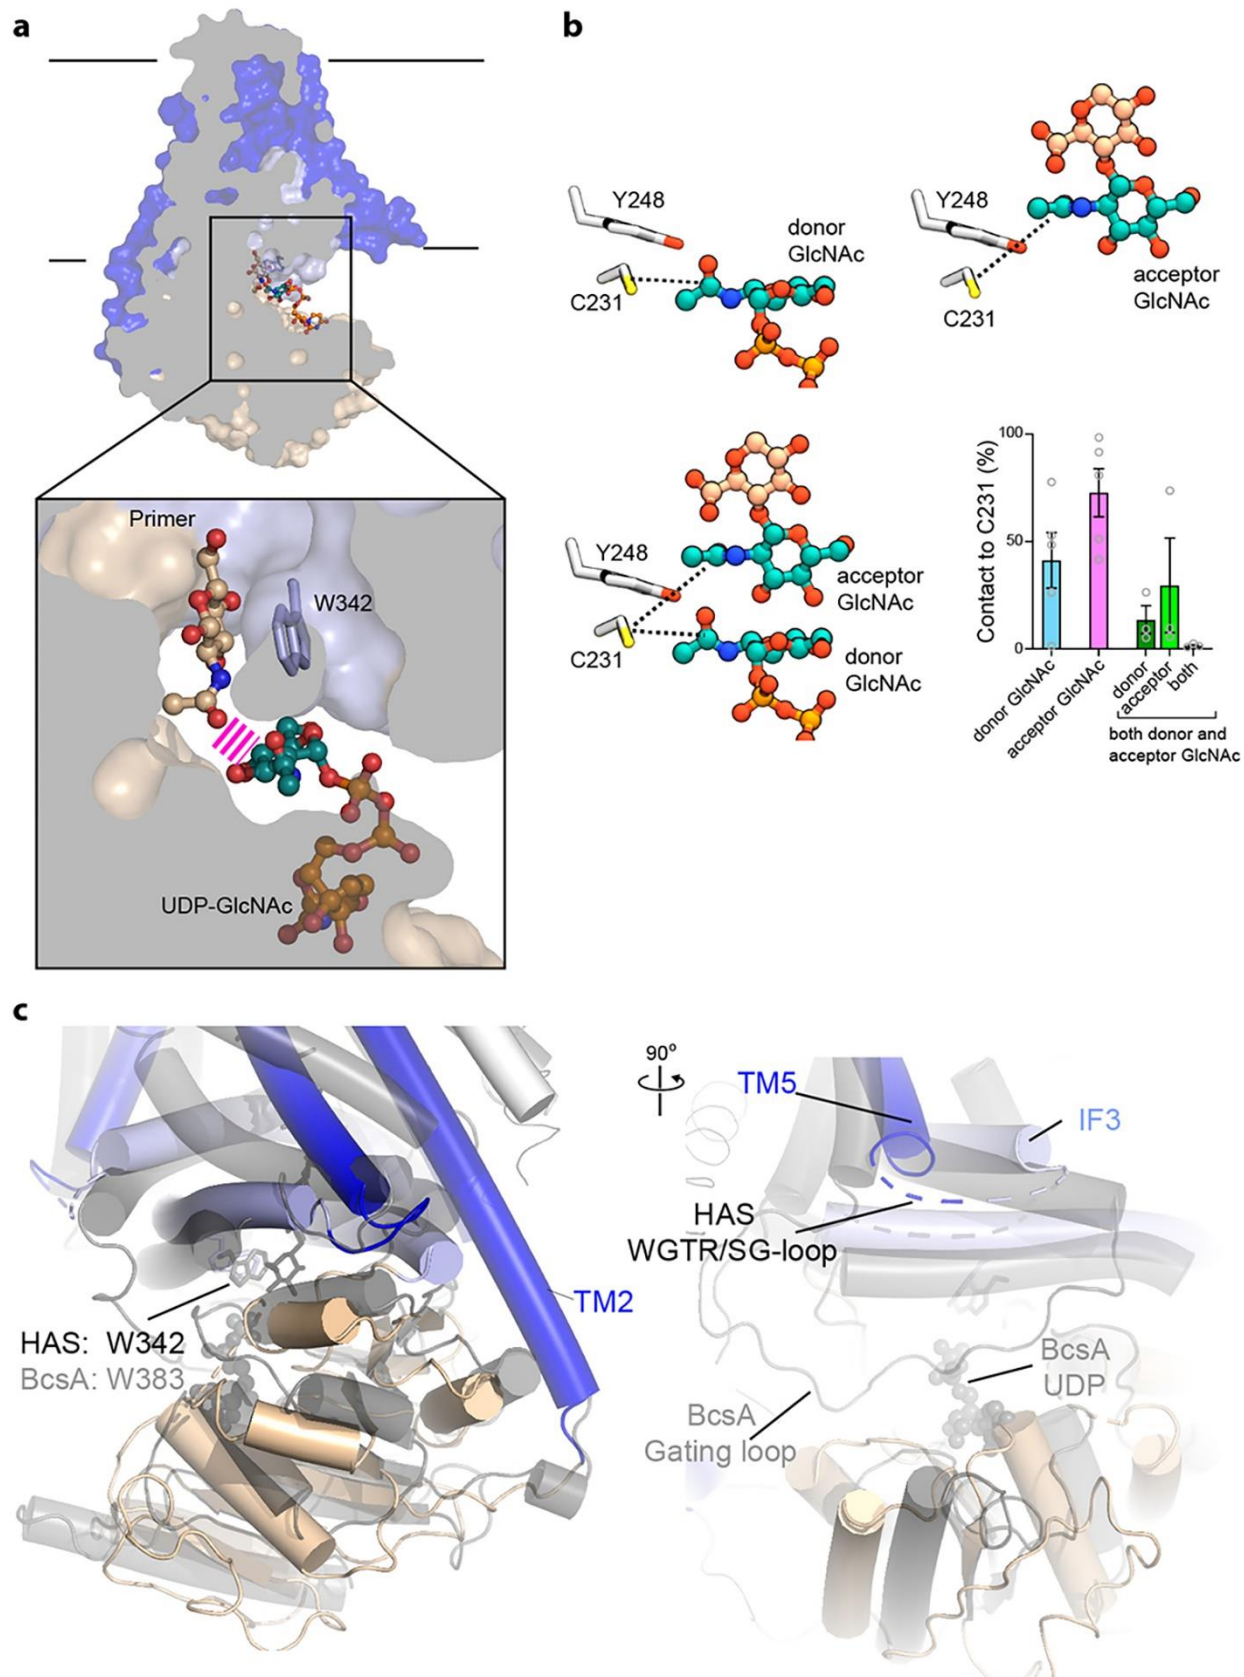 a
Primer
W342
UDP-GlcNAc
b
Y248
C231
donor
GlcNAc
Y248
C231
acceptor
GlcNAc
Y248
C231
acceptor
GlcNAc
donor
GlcNAc
Contact to C231 (%)
100
50
0
donor GlcNAc
acceptor GlcNAc
donor
acceptor
both
both donor and
acceptor GlcNAc
c
HAS: W342
BcsA: W383
TM2
90°
TM5
IF3
HAS
WGTR/SG-loop
BcsA
UDP
BcsA
Gating loop